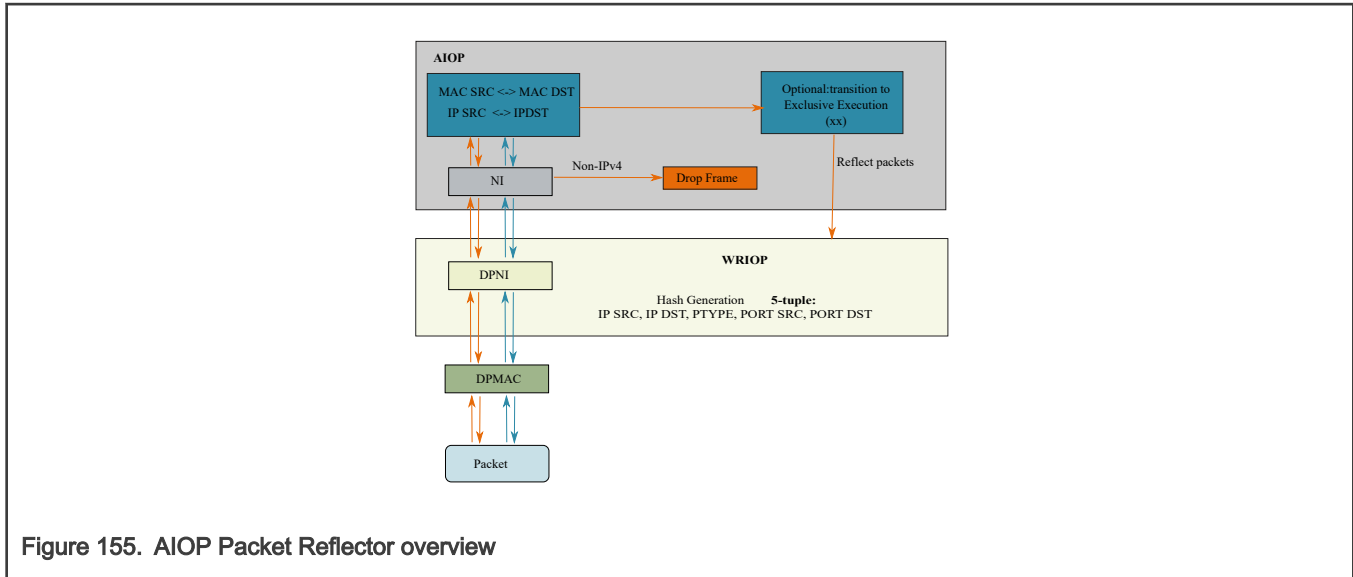 AIOP
MAC SRC <-> MAC DST
IP SRC <-> IPDST
Optional:transition to
Exclusive Execution
(xx)
Non-IPv4
Reflect packets
NI
Drop Frame
WRIOP
DPNI
Hash Generation 5-tuple:
IP SRC, IP DST, PTYPE, PORT SRC, PORT DST
DPMAC
Packet
Figure 155. AIOP Packet Reflector overview